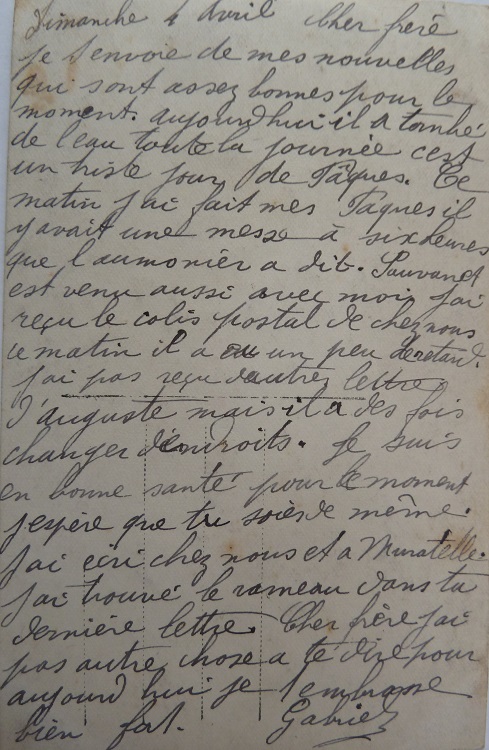 Dimanche 4 Avril Cher frère
je t'envoie de mes nouvelles
qui sont assez bonnes pour le
moment. aujourd'hui il a tombé
de l'eau toute la journée c'est
un triste jour de Pâques. Ce
matin j'ai fait mes Pâques il
y avait une messe à six heures
que l'aumonier a dit. Sauvanet
est venu aussi avec moi j'ai
reçu le colis postal de chez nous
ce matin il a eu un peu de retard.
j'ai pas reçu dautre lettre
d'auguste mais il a des fois
changer d'endroits. Je suis
en bonne santé pour le moment
j'espère que tu soies de même.
j'ai ecri chez nous et a Muratelle.
j'ai trouvé le rameau dans ta
dernière lettre. Cher frère j'ai
pas autre chose a te dire pour
aujourd hui je t'embrasse
bien fort. Gabriel